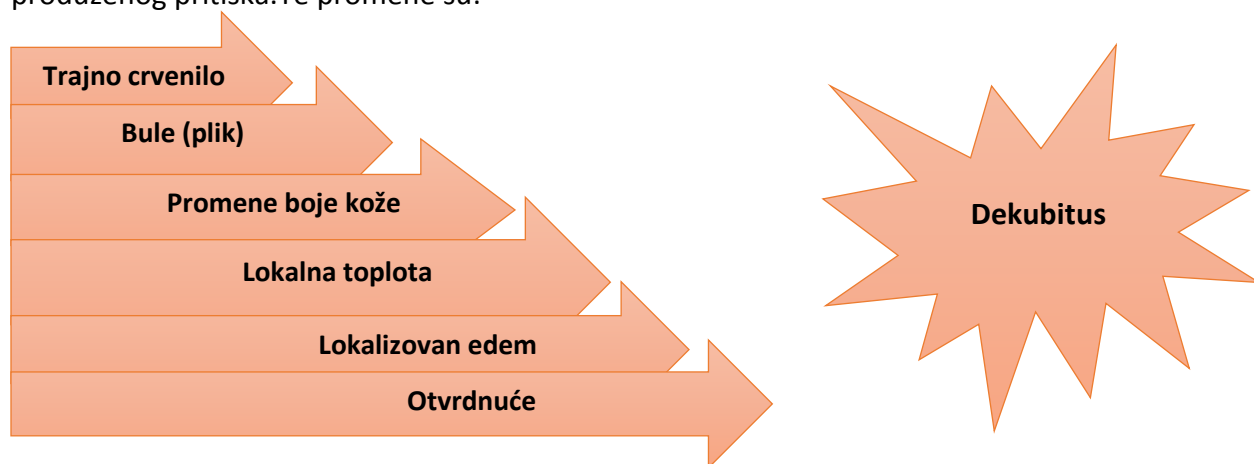 produženog pritiska.Te promene su:
Trajno crvenilo
Bule (plik)
Promene boje kože
Lokalna toplota
Lokalizovan edem
Otvrdnuće
Dekubitus